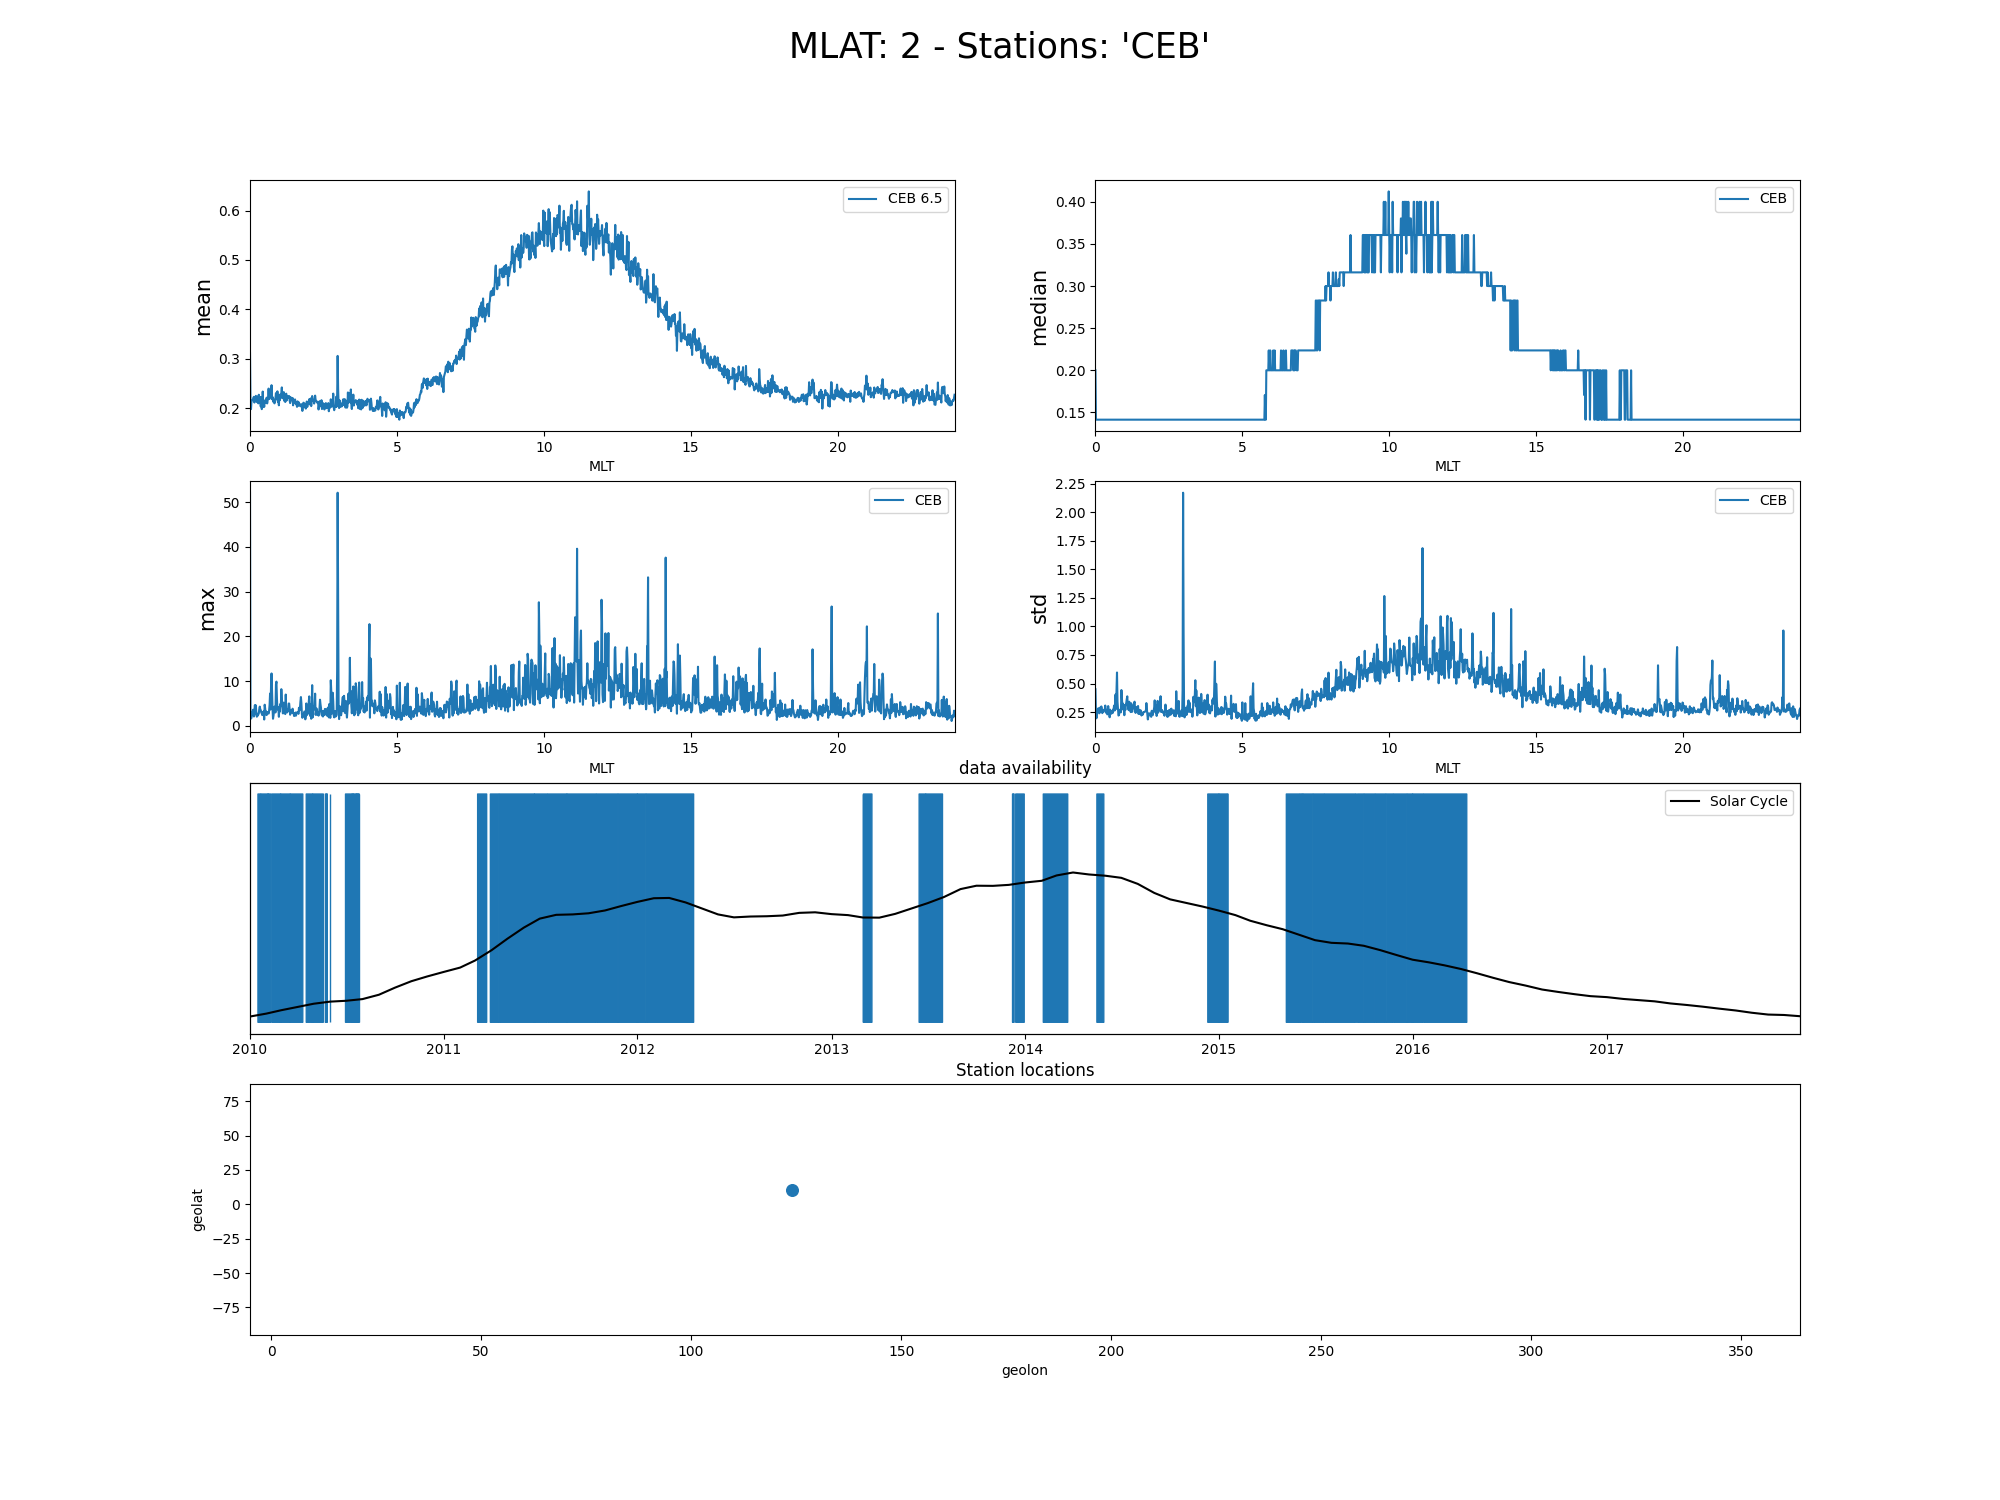 MLAT: 2 - Stations: 'CEB'
mean
0.6
0.5
0.4
0.3
0.2
CEB 6.5
0 5 10 15 20
MLT
median
0.40
0.35
0.30
0.25
0.20
0.15
CEB
0 5 10 15 20
MLT
max
50
40
30
20
10
0
CEB
0 5 10 15 20
MLT
std
2.25
2.00
1.75
1.50
1.25
1.00
0.75
0.50
0.25
CEB
0 5 10 15 20
MLT
data availability
Solar Cycle
2010 2011 2012 2013 2014 2015 2016 2017
Station locations
geolat
75
50
25
0
−25
−50
−75
0 50 100 150 200 250 300 350
geolon